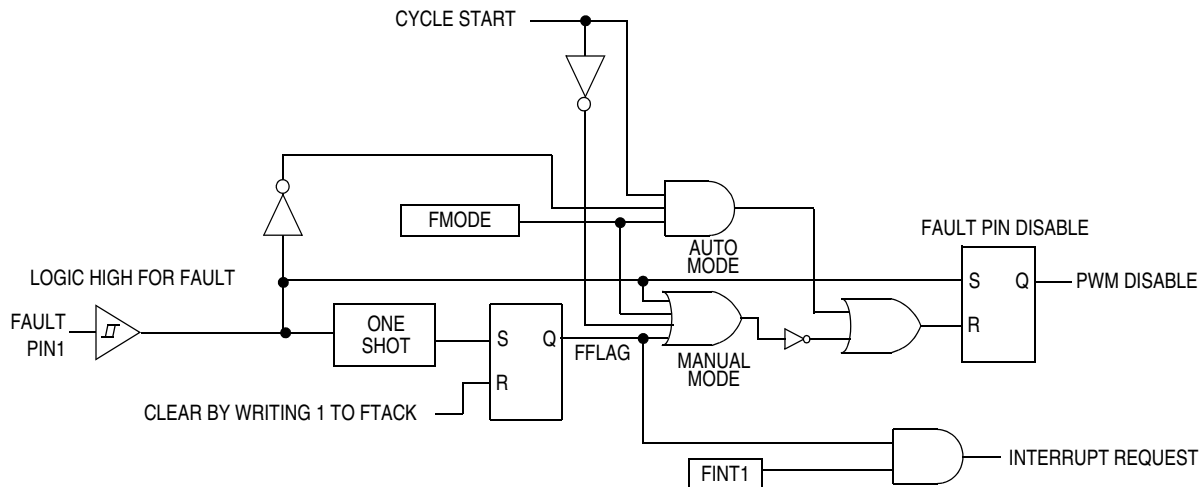 CYCLE START
FMODE
AUTO
MODE
FAULT PIN DISABLE
LOGIC HIGH FOR FAULT
S
Q
PWM DISABLE
R
FAULT
PIN1
ONE
SHOT
S
Q
FFLAG
R
MANUAL
MODE
CLEAR BY WRITING 1 TO FTACK
FINT1
INTERRUPT REQUEST